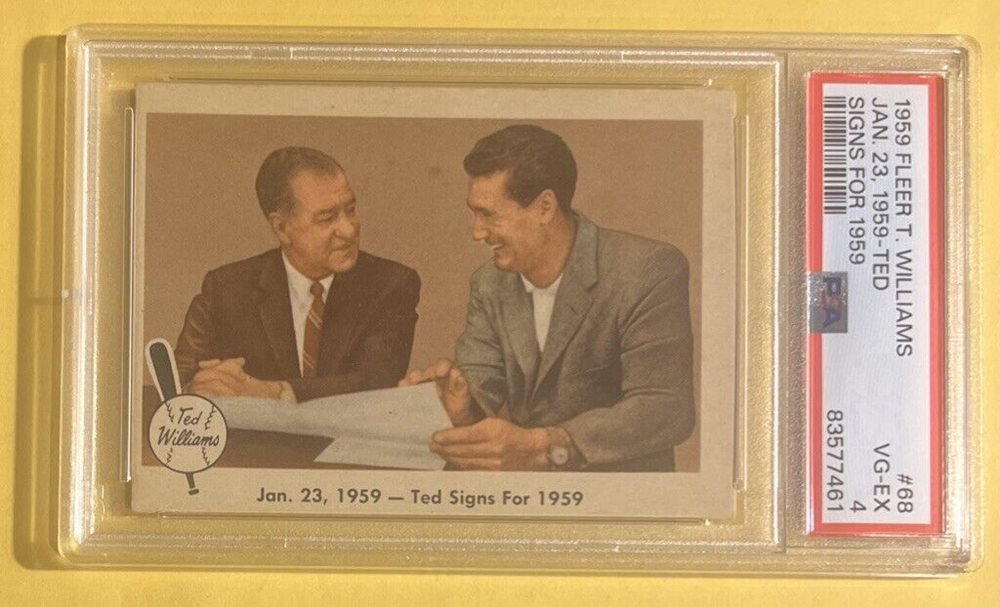 Ted
Williams
Jan. 23, 1959 — Ted Signs For 1959
1959 FLEER T. WILLIAMS #68
JAN. 23, 1959-TED VG-EX
SIGNS FOR 1959 4
PSA
83577461